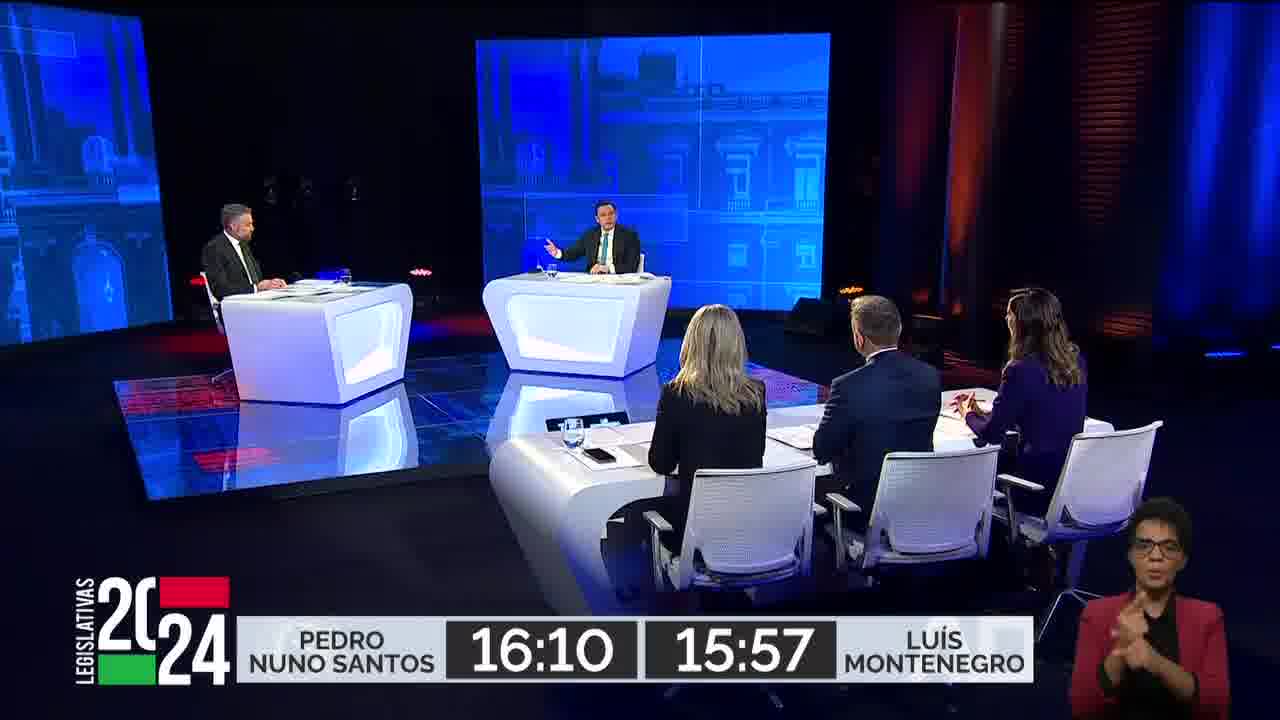 LEGISLATIVAS
2024
PEDRO
NUNO SANTOS
16:10
15:57
LUÍS
MONTENEGRO